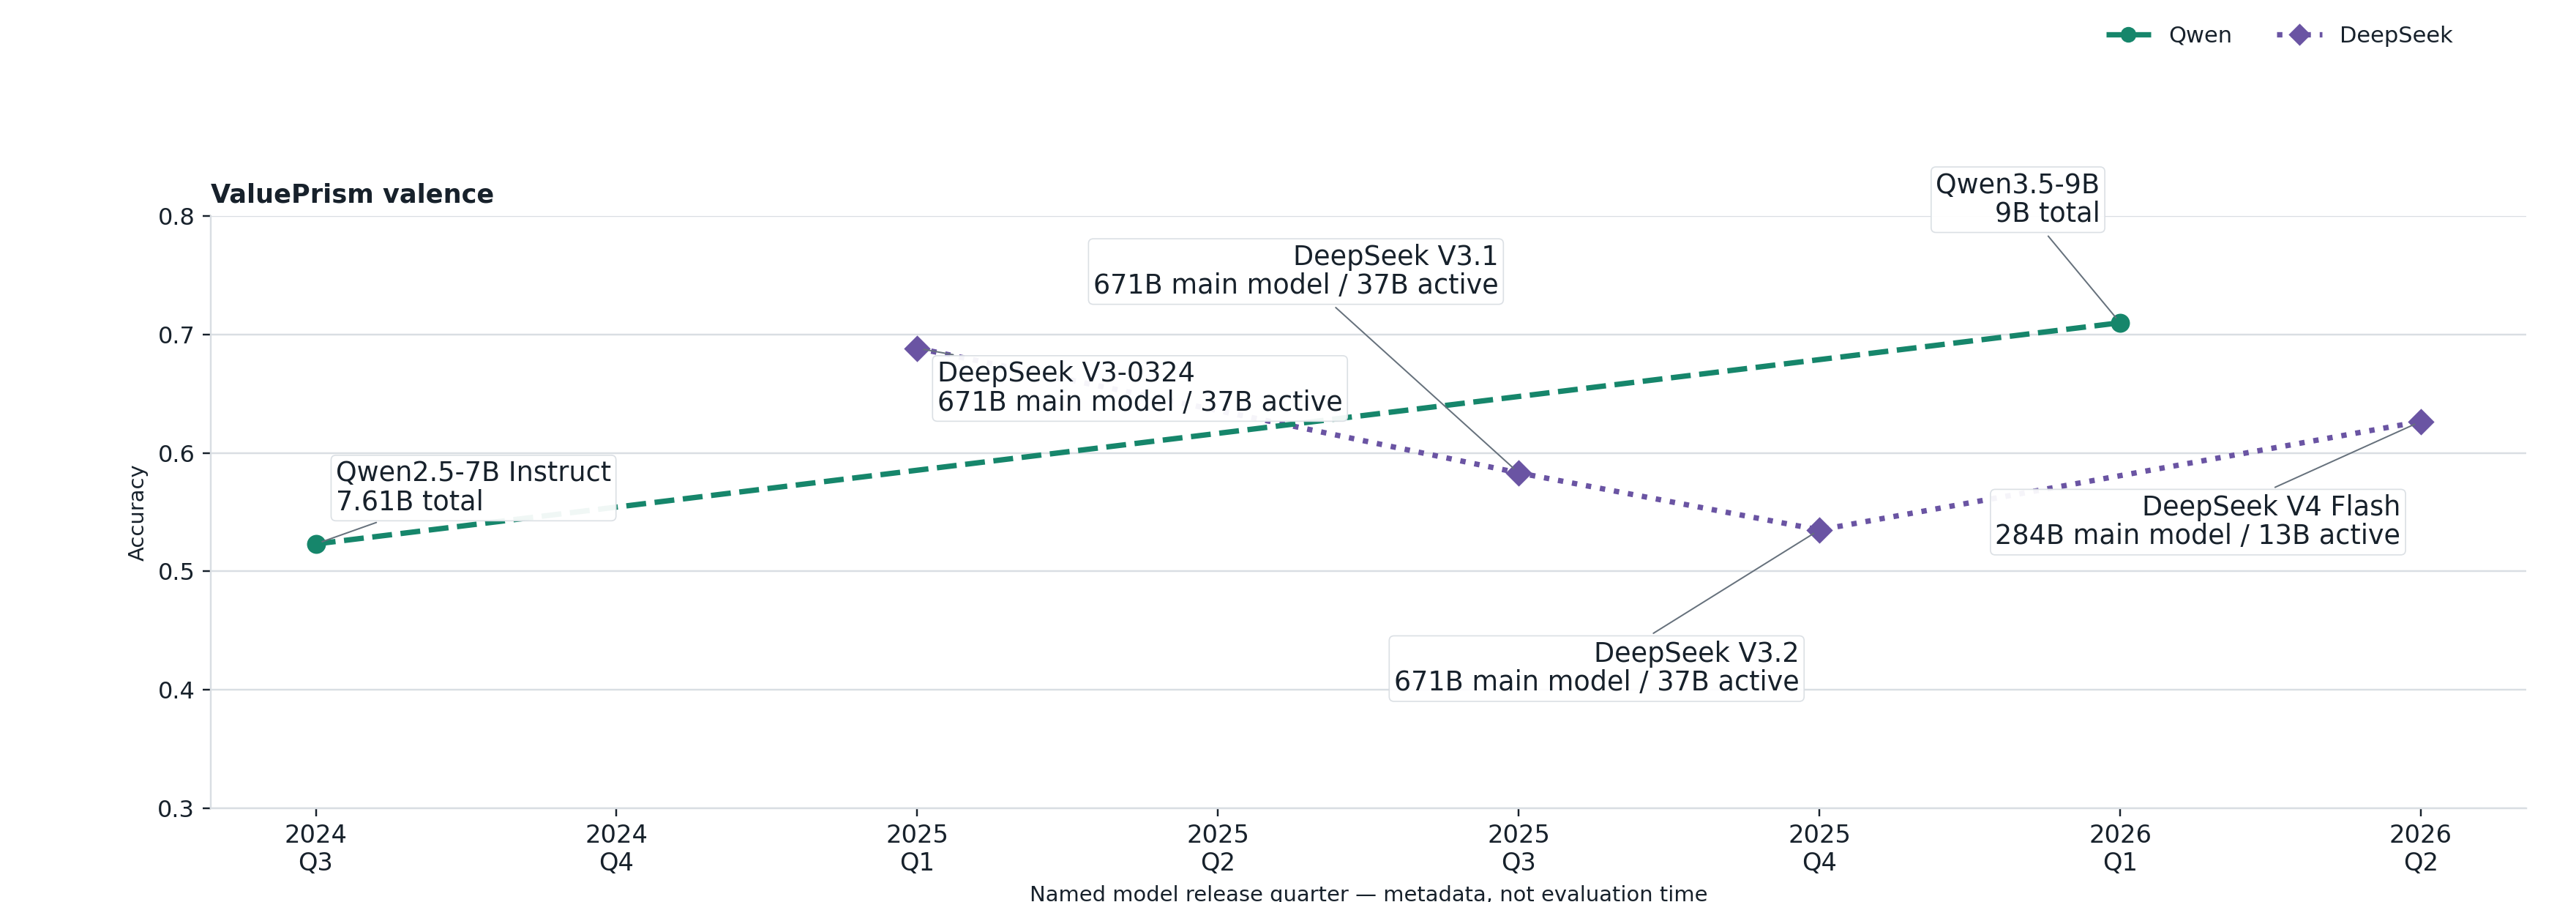 Qwen
DeepSeek
ValuePrism valence
Qwen3.5-9B
9B total
DeepSeek V3.1
671B main model / 37B active
DeepSeek V3-0324
671B main model / 37B active
Qwen2.5-7B Instruct
7.61B total
DeepSeek V4 Flash
284B main model / 13B active
DeepSeek V3.2
671B main model / 37B active
Accuracy
0.8
0.7
0.6
0.5
0.4
0.3
2024
Q3
2024
Q4
2025
Q1
2025
Q2
2025
Q3
2025
Q4
2026
Q1
2026
Q2
Named model release quarter — metadata, not evaluation time